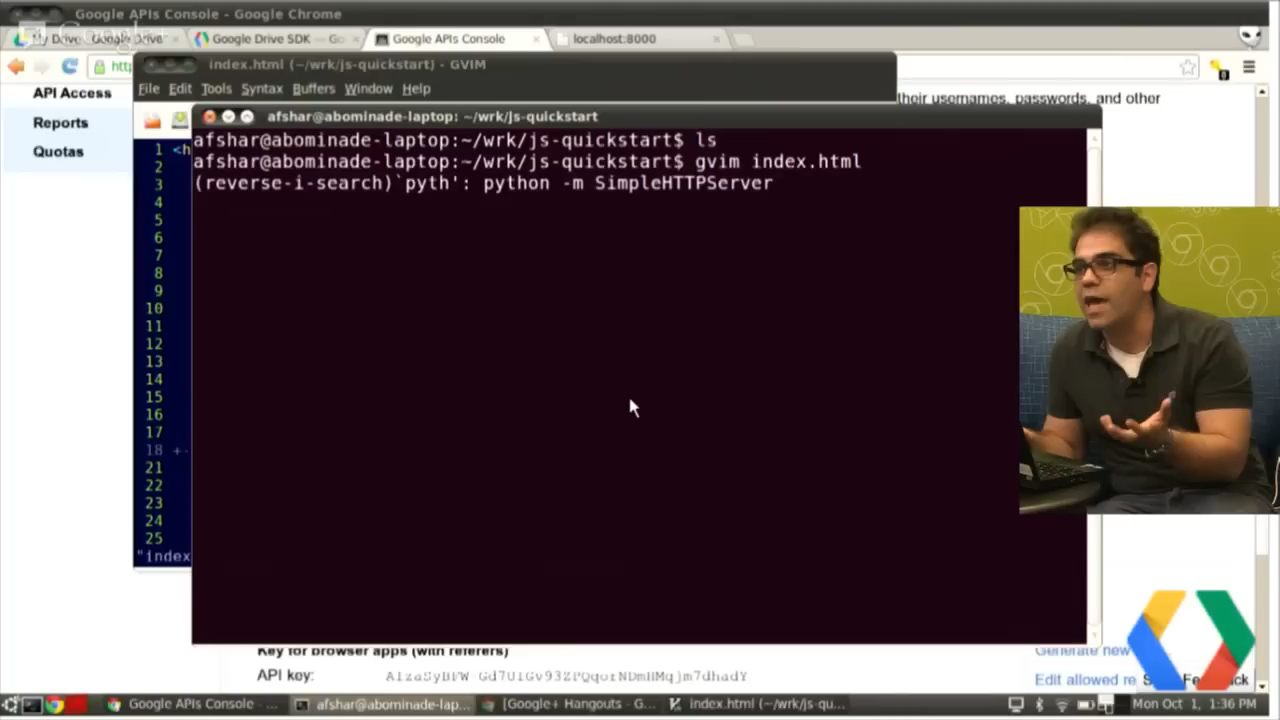 Google APIs Console - Google Chrome
My Drive - Google Drive
Google Drive SDK — Go
Google APIs Console
localhost:8000
Google+
index.html (~/wrk/js-quickstart) - GVIM
File Edit Tools Syntax Buffers Window Help
API Access
Reports
Quotas
their usernames, passwords, and other
afshar@abominade-laptop: ~/wrk/js-quickstart
afshar@abominade-laptop:~/wrk/js-quickstart$ ls
afshar@abominade-laptop:~/wrk/js-quickstart$ gvim index.html
(reverse-i-search)`pyth': python -m SimpleHTTPServer
1 <h
2
3
4
5
6
7
8
9
10
11
12
13
14
15
16
17
18 +-
21
22
23
24
25
"index
Key for browser apps (with referers)
API key:
Generate new
Edit allowed re
Google APIs Console - ...
afshar@abominade-lap...
[Google+ Hangouts - G...
index.html (~/wrk/js-qu...
Mon Oct 1, 1:36 PM